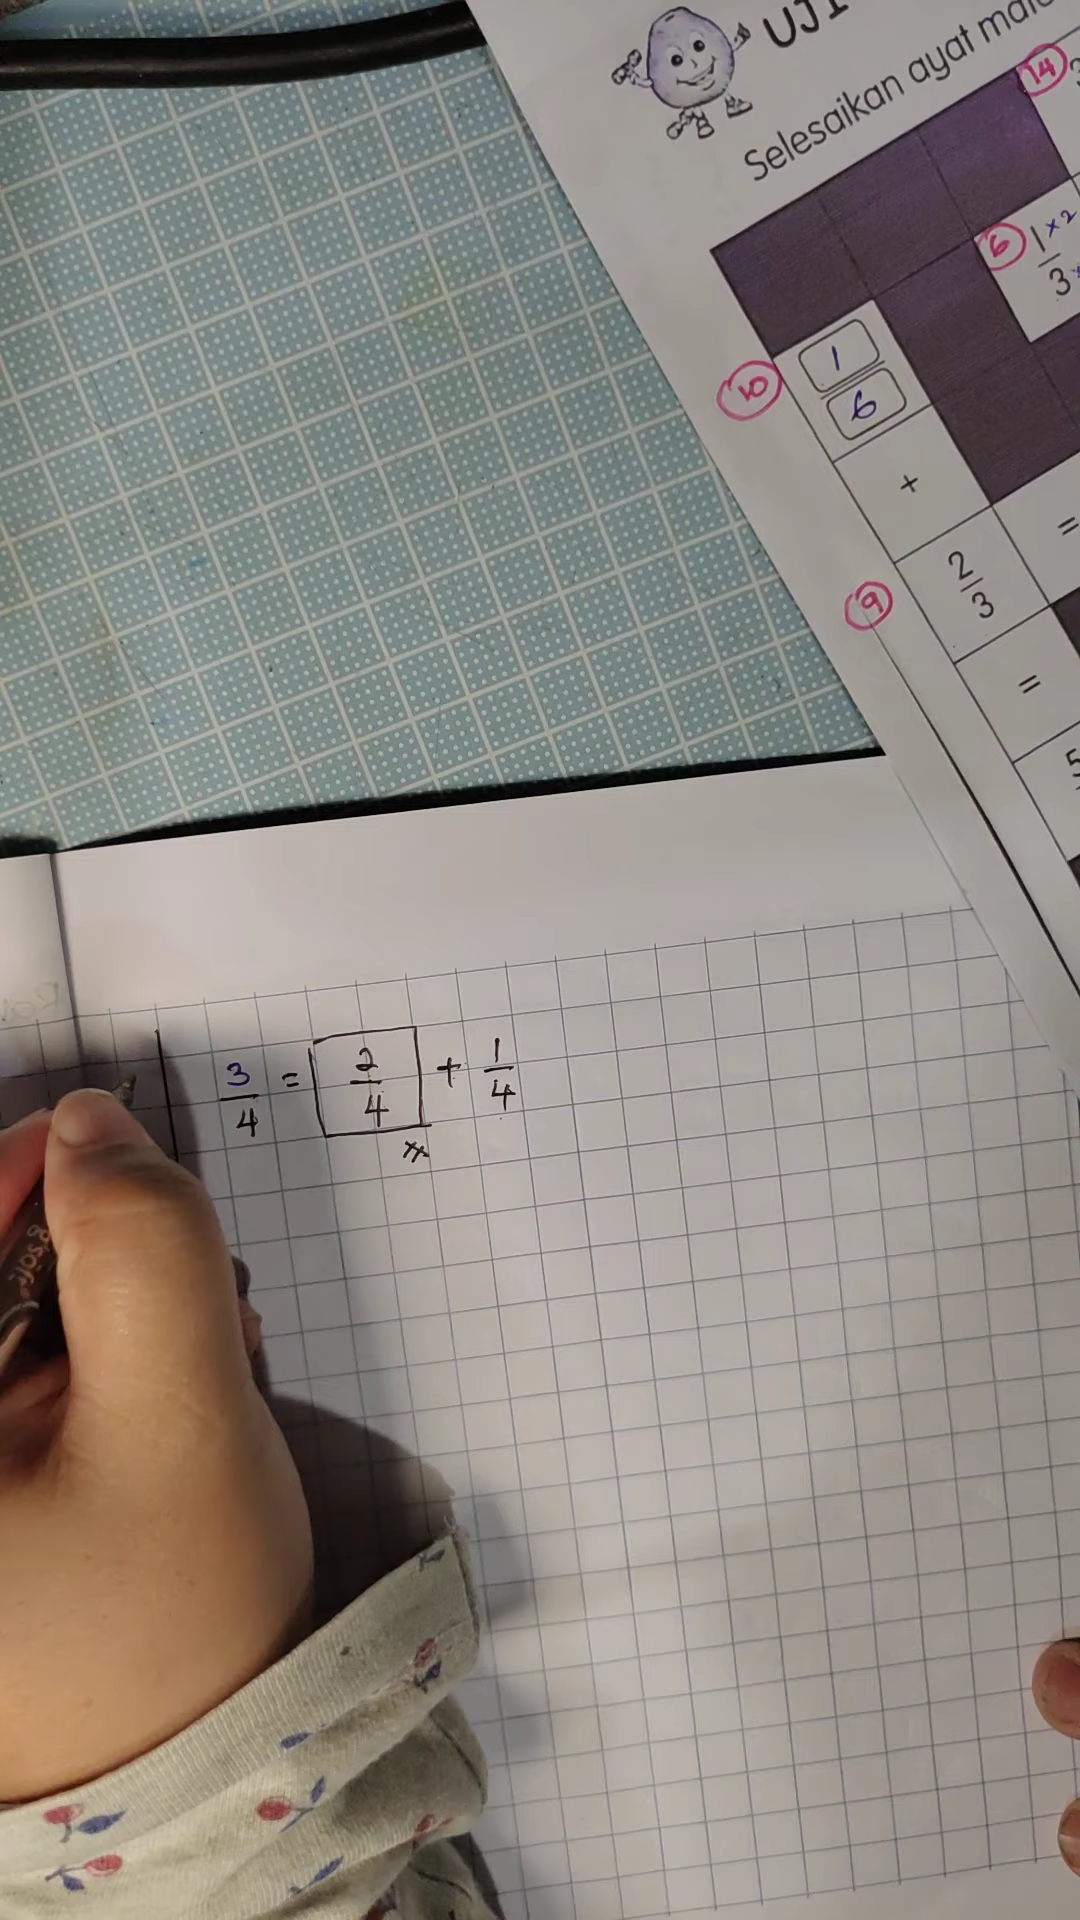 UJI
Selesaikan ayat
14
6 1/3 ×2
10 1/6
+
=
9 2/3
=
5
3/4 = 2/4 + 1/4